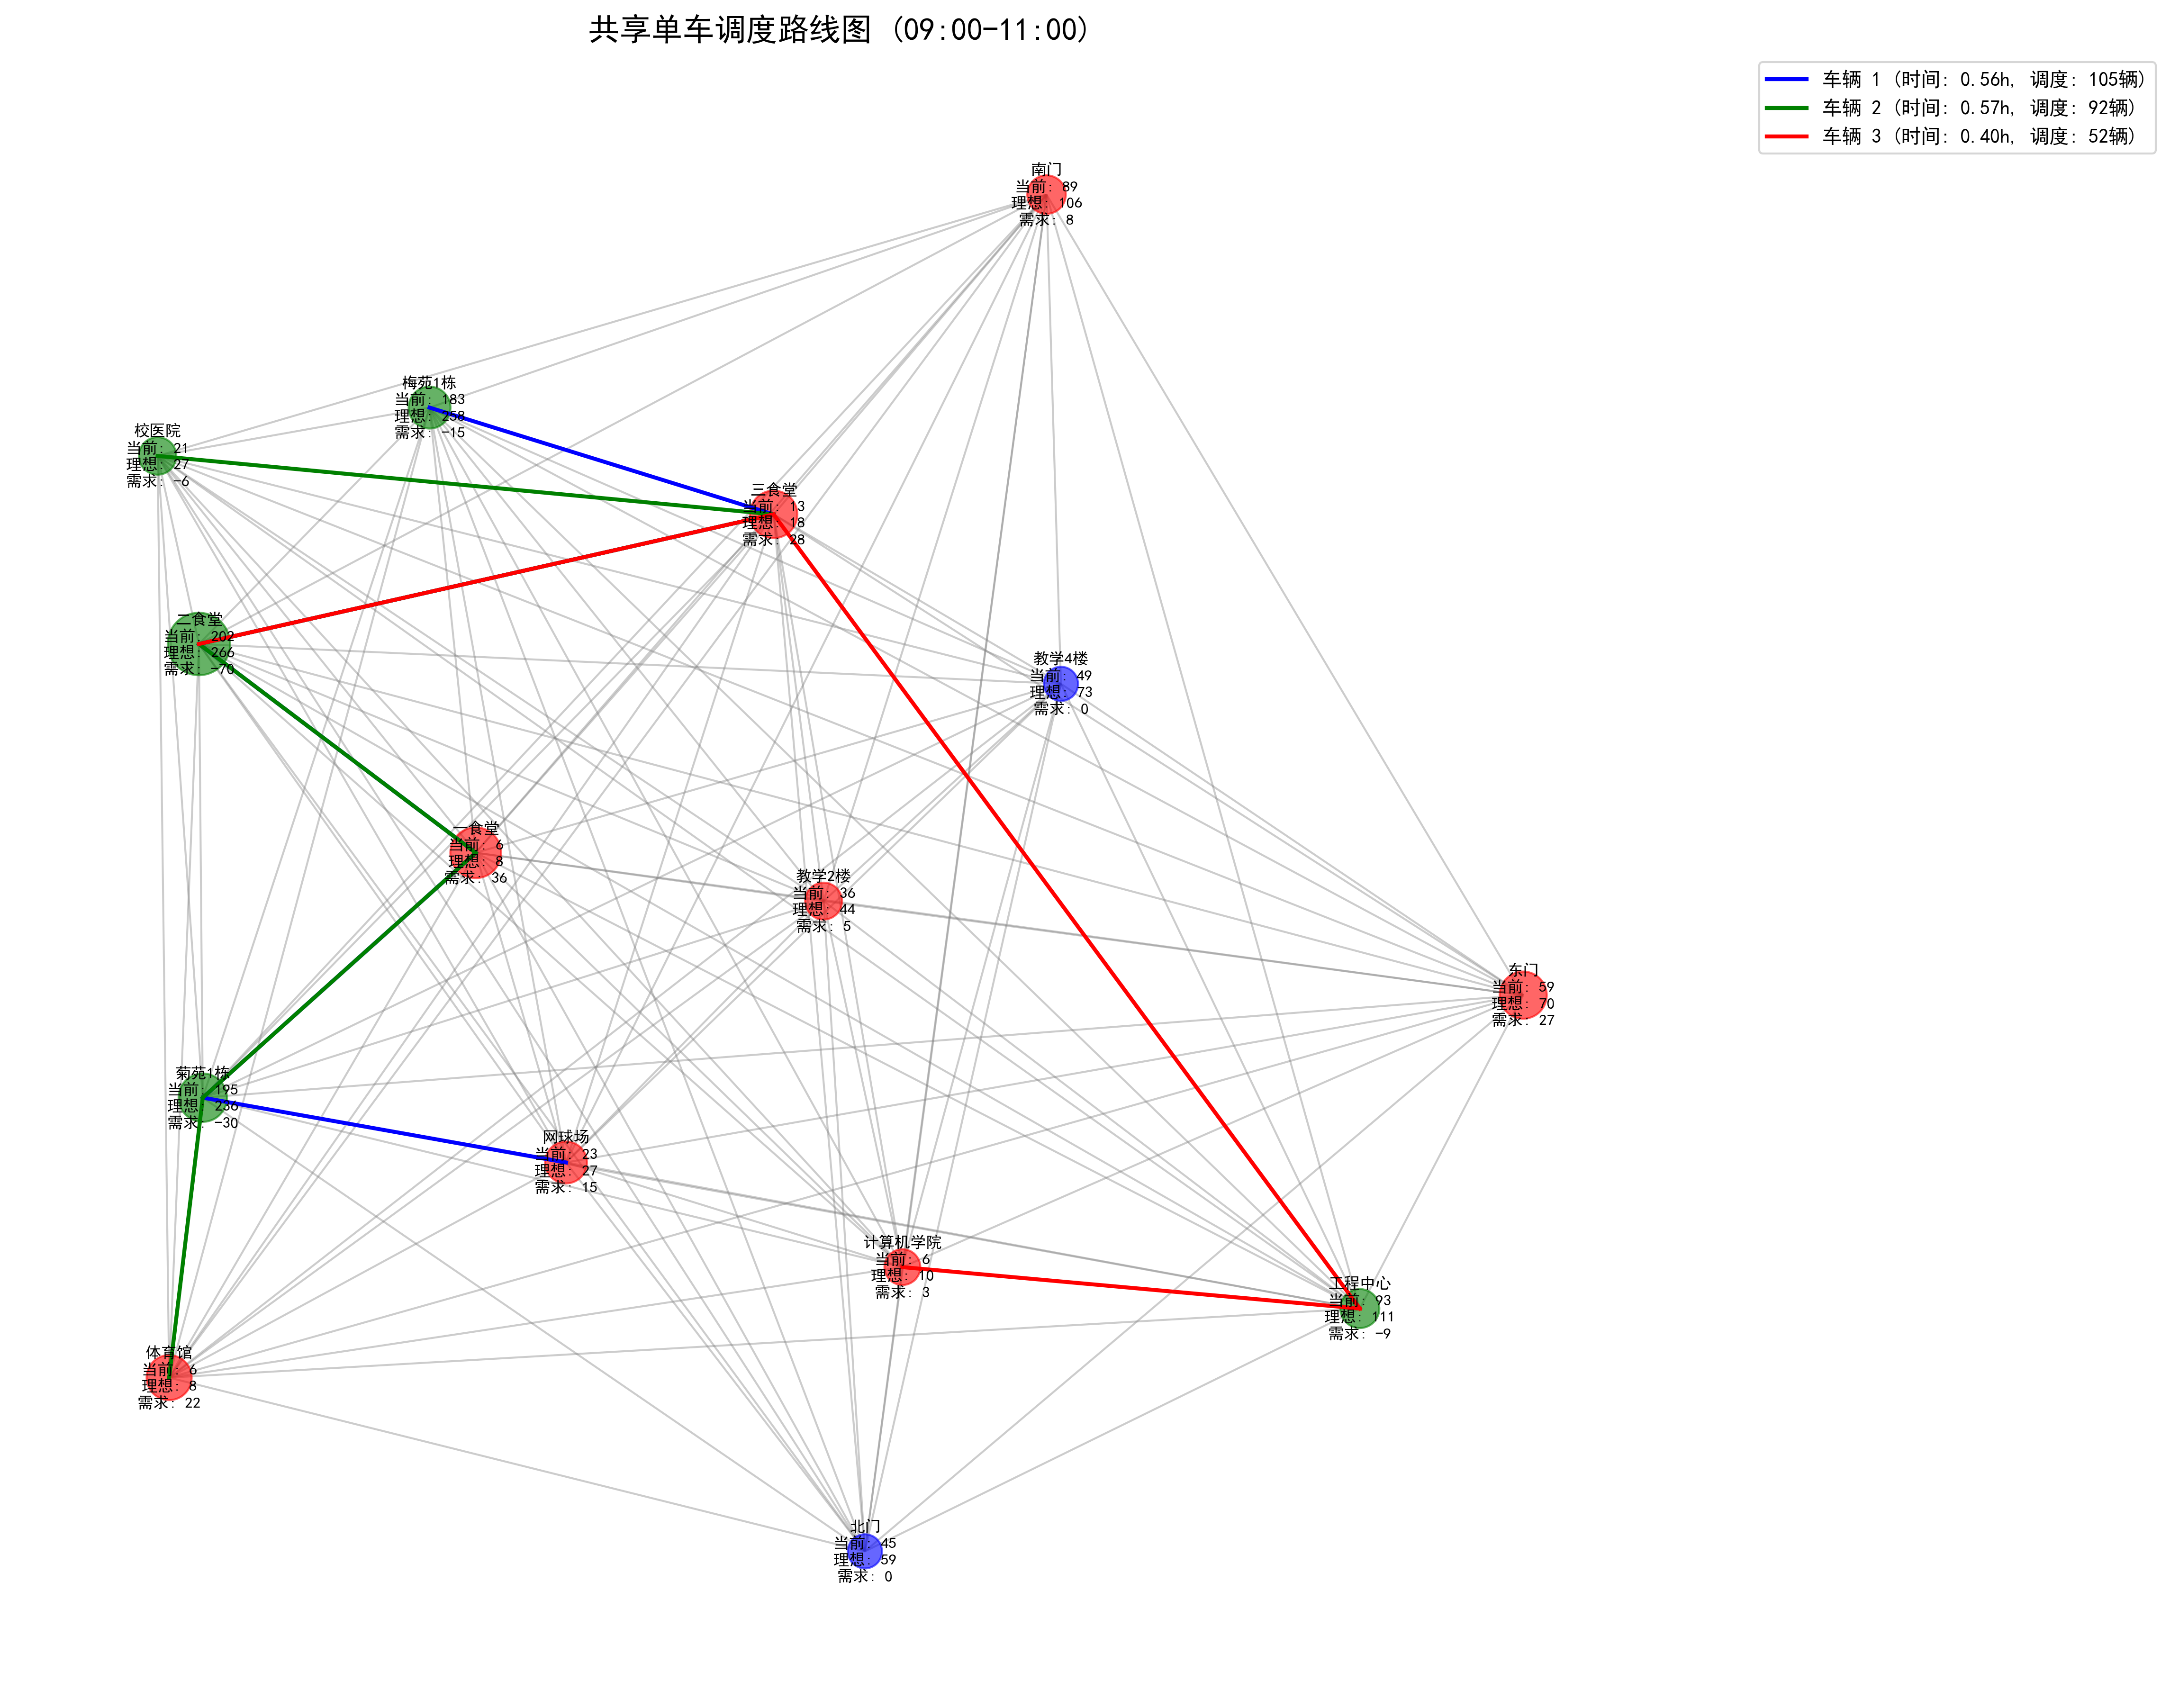 共享单车调度路线图 (09:00-11:00)
车辆 1 (时间: 0.56h, 调度: 105辆)
车辆 2 (时间: 0.57h, 调度: 92辆)
车辆 3 (时间: 0.40h, 调度: 52辆)
南门
当前: 89
理想: 106
需求: 8
梅苑1栋
当前: 183
理想: 258
需求: -15
校医院
当前: 21
理想: 27
需求: -6
三食堂
当前: 13
理想: 18
需求: 28
二食堂
当前: 202
理想: 266
需求: -70
教学4楼
当前: 49
理想: 73
需求: 0
一食堂
当前: 6
理想: 8
需求: 36
教学2楼
当前: 36
理想: 44
需求: 5
东门
当前: 59
理想: 70
需求: 27
菊苑1栋
当前: 195
理想: 236
需求: -30
网球场
当前: 23
理想: 27
需求: 15
计算机学院
当前: 6
理想: 10
需求: 3
工程中心
当前: 93
理想: 111
需求: -9
体育馆
当前: 6
理想: 8
需求: 22
北门
当前: 45
理想: 59
需求: 0